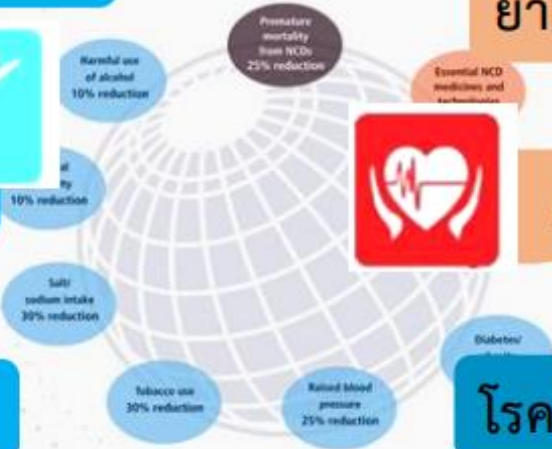 ยา
Premature
mortality
from NCDs
25% reduction
Harmful use
of alcohol
10% reduction
Essential NCD
medicines and
technologies
10% reduction
Salt/
sodium intake
30% reduction
Diabetes/
Tobacco use
30% reduction
Raised blood
pressure
25% reduction
โรค